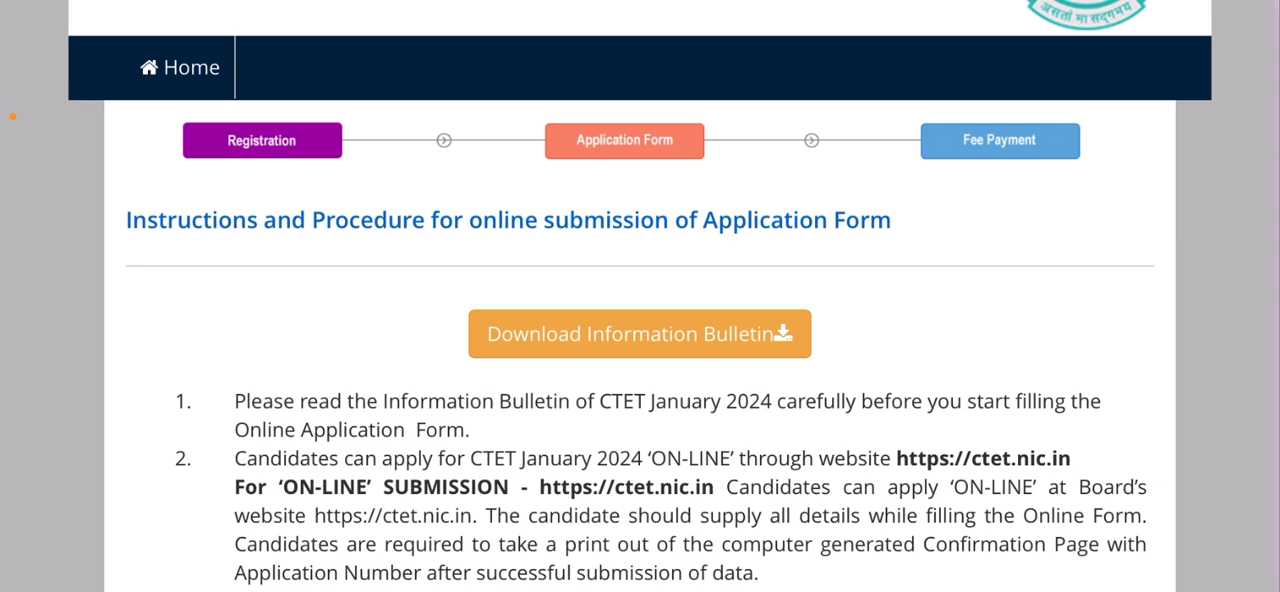 असतो मा सद्गमय
Home
Registration
Application Form
Fee Payment
Instructions and Procedure for online submission of Application Form
Download Information Bulletin
1. Please read the Information Bulletin of CTET January 2024 carefully before you start filling the
Online Application Form.
2. Candidates can apply for CTET January 2024 ‘ON-LINE’ through website https://ctet.nic.in
For ‘ON-LINE’ SUBMISSION - https://ctet.nic.in Candidates can apply ‘ON-LINE’ at Board’s
website https://ctet.nic.in. The candidate should supply all details while filling the Online Form.
Candidates are required to take a print out of the computer generated Confirmation Page with
Application Number after successful submission of data.